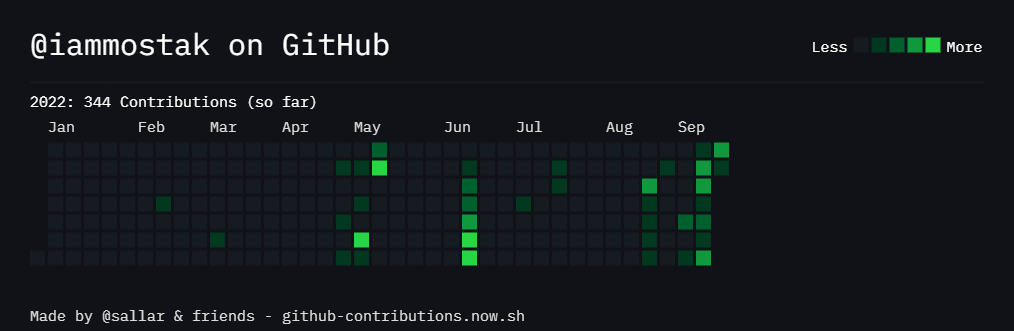 @iammostak on GitHub
Less More
2022: 344 Contributions (so far)
Jan Feb Mar Apr May Jun Jul Aug Sep
Made by @sallar & friends - github-contributions.now.sh